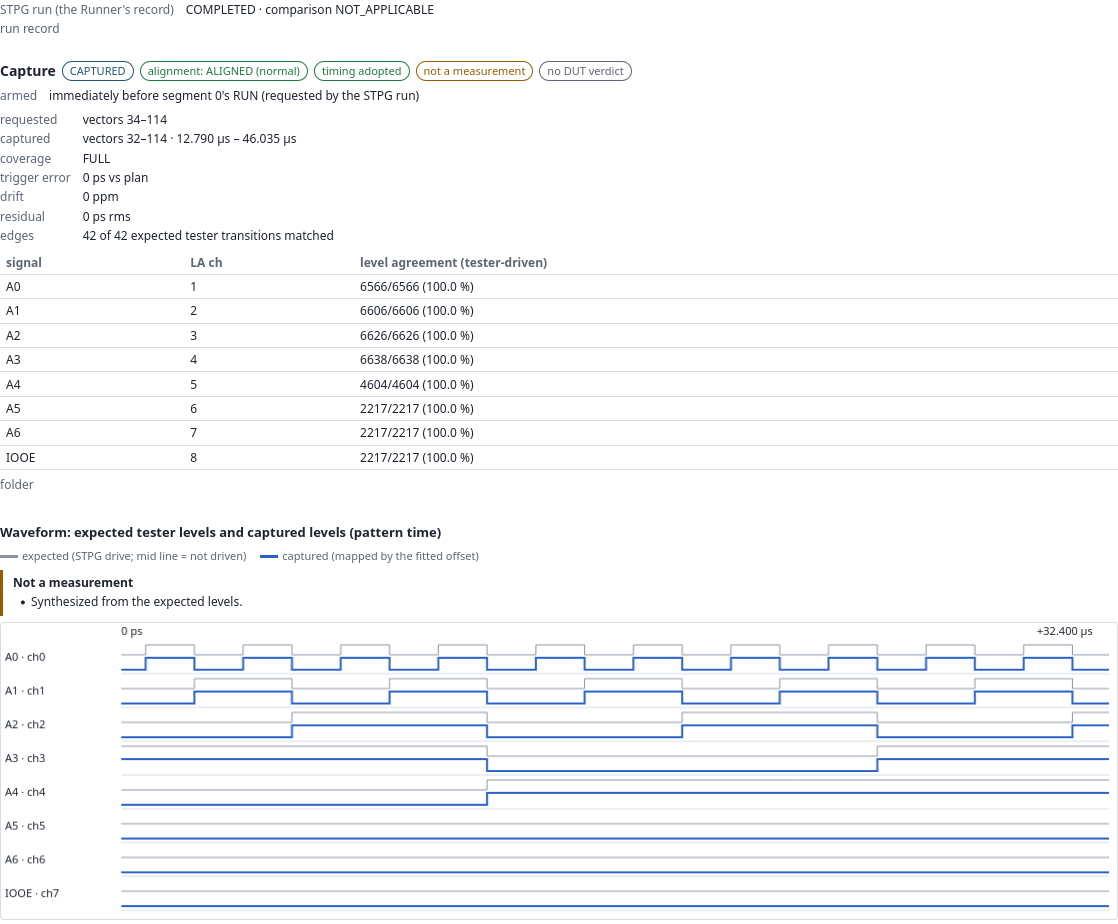 STPG run (the Runner's record) COMPLETED · comparison NOT_APPLICABLE
run record
Capture CAPTURED alignment: ALIGNED (normal) timing adopted not a measurement no DUT verdict
armed immediately before segment 0's RUN (requested by the STPG run)
requested vectors 34–114
captured vectors 32–114 · 12.790 µs – 46.035 µs
coverage FULL
trigger error 0 ps vs plan
drift 0 ppm
residual 0 ps rms
edges 42 of 42 expected tester transitions matched
signal LA ch level agreement (tester-driven)
A0 1 6566/6566 (100.0 %)
A1 2 6606/6606 (100.0 %)
A2 3 6626/6626 (100.0 %)
A3 4 6638/6638 (100.0 %)
A4 5 4604/4604 (100.0 %)
A5 6 2217/2217 (100.0 %)
A6 7 2217/2217 (100.0 %)
IOOE 8 2217/2217 (100.0 %)
folder
Waveform: expected tester levels and captured levels (pattern time)
expected (STPG drive; mid line = not driven) captured (mapped by the fitted offset)
Not a measurement
• Synthesized from the expected levels.
0 ps +32.400 µs
A0 · ch0
A1 · ch1
A2 · ch2
A3 · ch3
A4 · ch4
A5 · ch5
A6 · ch6
IOOE · ch7